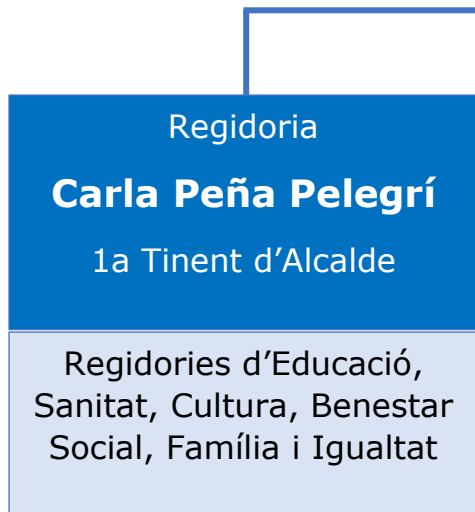 Regidoria
Carla Peña Pelegrí
1a Tinent d’Alcalde
Regidories d’Educació,
Sanitat, Cultura, Benestar
Social, Família i Igualtat